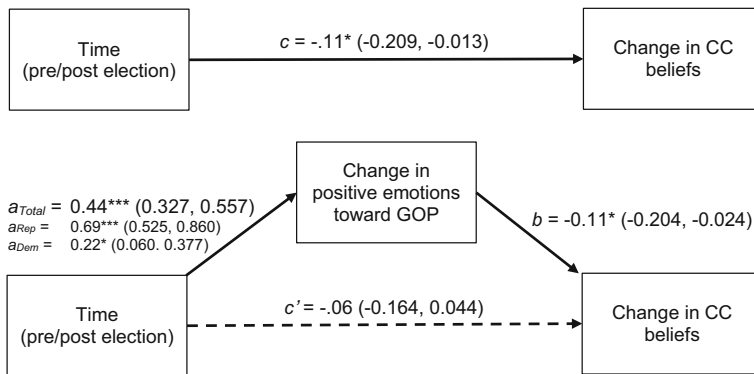 Time
(pre/post election)
c = -.11* (-0.209, -0.013)
Change in CC
beliefs
Change in
positive emotions
toward GOP
aTotal = 0.44*** (0.327, 0.557)
aRep = 0.69*** (0.525, 0.860)
aDem = 0.22* (0.060. 0.377)
b = -0.11* (-0.204, -0.024)
Time
(pre/post election)
c' = -.06 (-0.164, 0.044)
Change in CC
beliefs